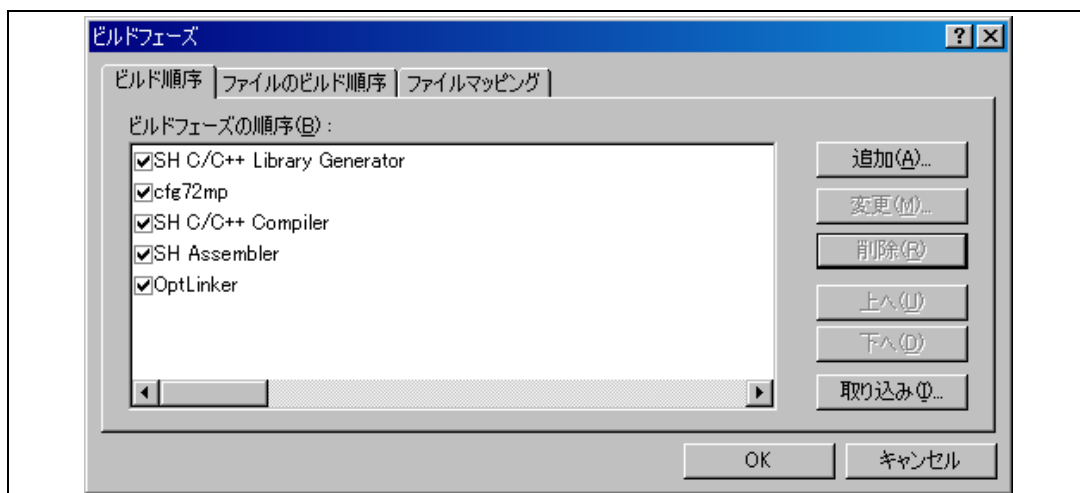 ビルドフェーズ
ビルド順序 ファイルのビルド順序 ファイルマッピング
ビルドフェーズの順序(B) :
SH C/C++ Library Generator
cfg72mp
SH C/C++ Compiler
SH Assembler
OptLinker
追加(A)...
変更(M)...
削除(R)
上へ(U)
下へ(D)
取り込み(I)...
OK キャンセル